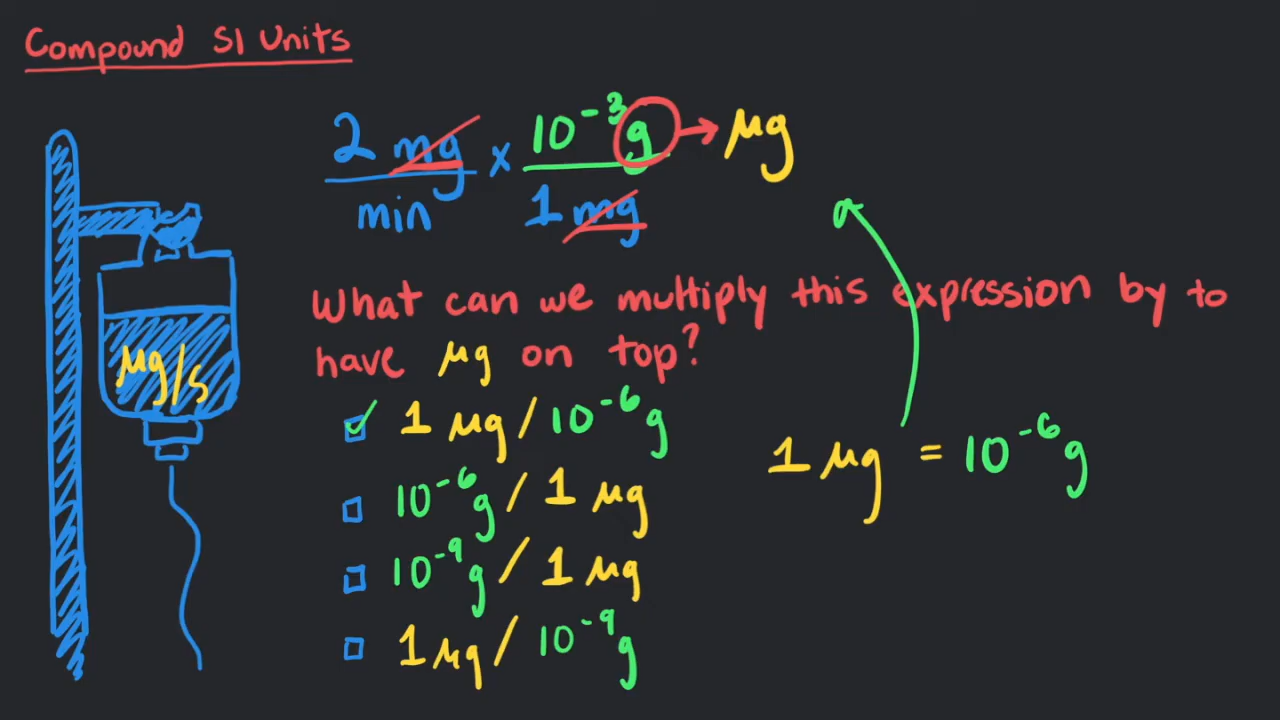 Compound SI Units
2 mg / min × 10⁻³ g / 1 mg → μg
What can we multiply this expression by to
have μg on top?
μg/s
1 μg / 10⁻⁶ g
10⁻⁶ g / 1 μg
10⁻⁹ g / 1 μg
1 μg / 10⁻⁹ g
1 μg = 10⁻⁶ g